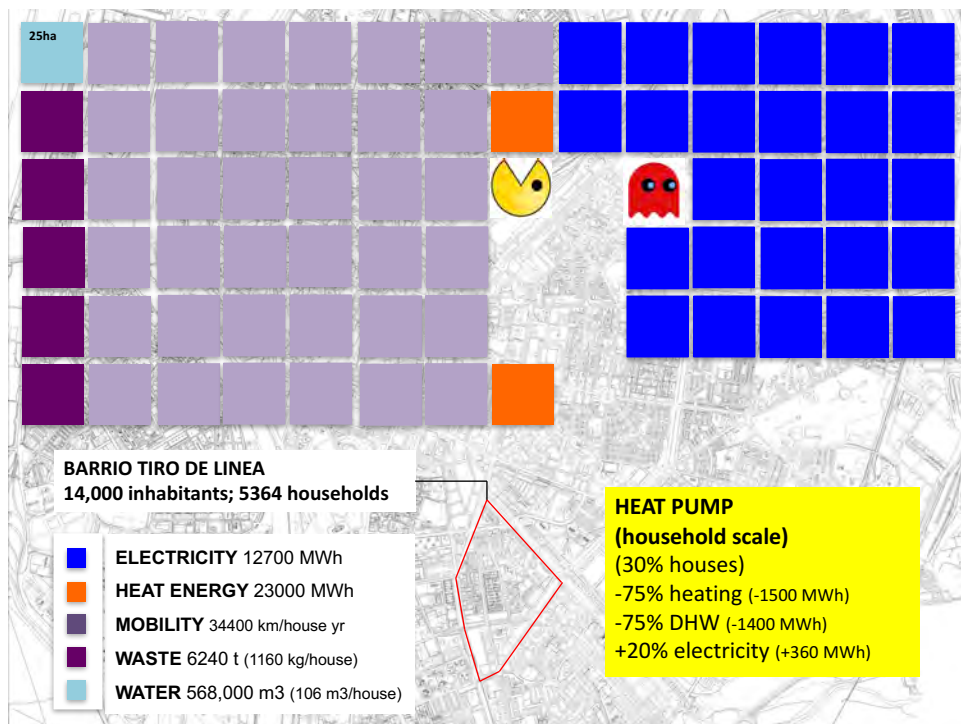 25ha
BARRIO TIRO DE LINEA
14,000 inhabitants; 5364 households
ELECTRICITY 12700 MWh
HEAT ENERGY 23000 MWh
MOBILITY 34400 km/house yr
WASTE 6240 t (1160 kg/house)
WATER 568,000 m3 (106 m3/house)
HEAT PUMP
(household scale)
(30% houses)
-75% heating (-1500 MWh)
-75% DHW (-1400 MWh)
+20% electricity (+360 MWh)